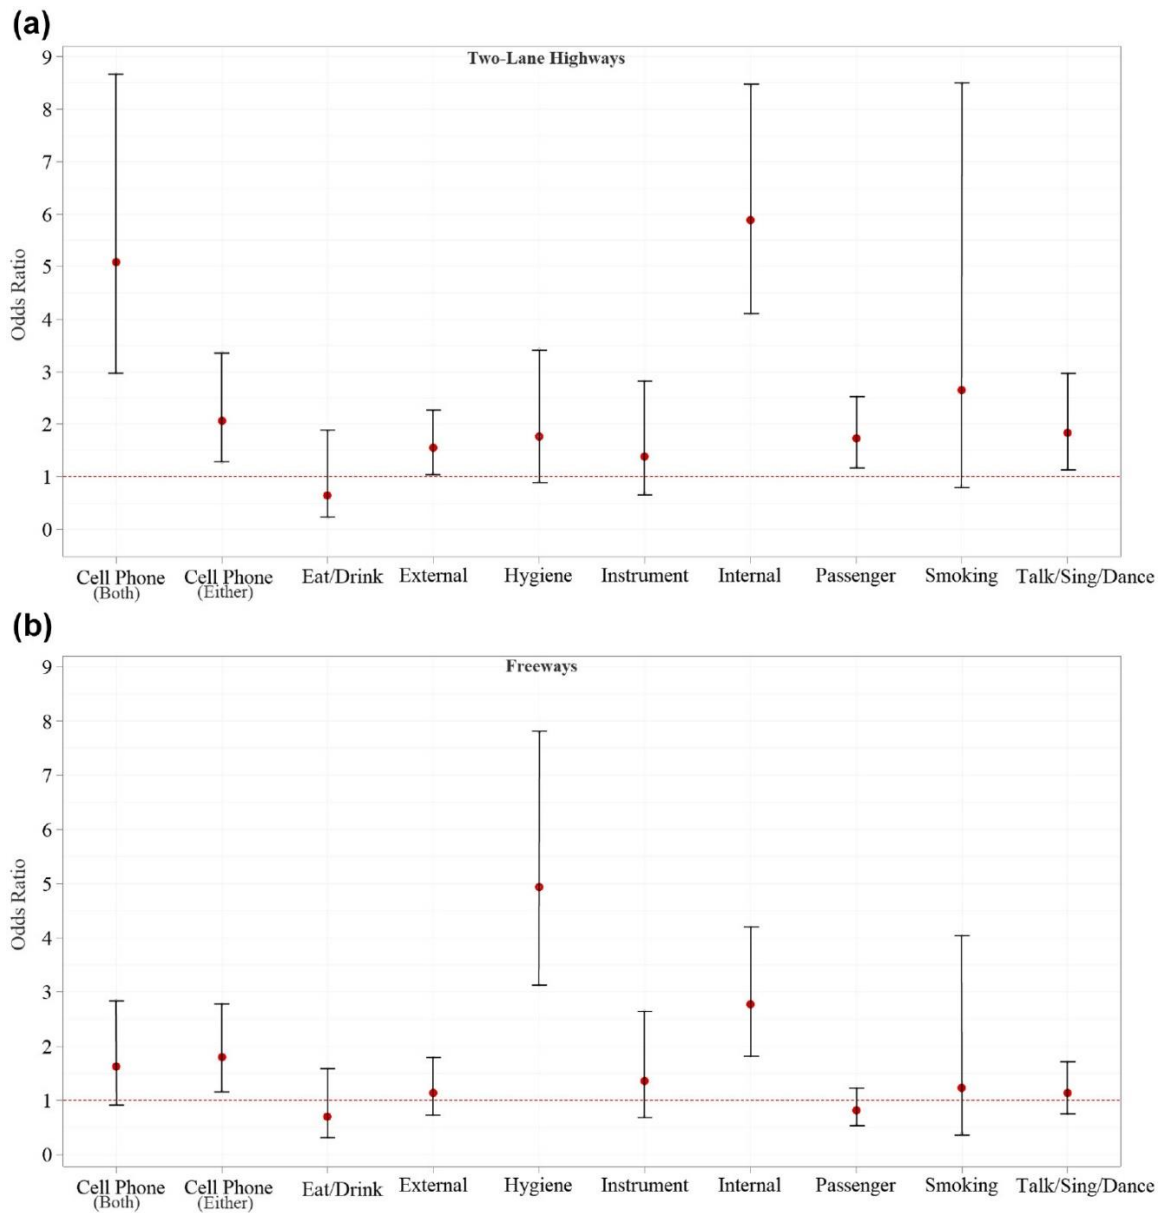 (a)
Two-Lane Highways
9
8
7
6
5
4
3
2
1
0
Odds Ratio
Cell Phone (Both)
Cell Phone (Either)
Eat/Drink
External
Hygiene
Instrument
Internal
Passenger
Smoking
Talk/Sing/Dance
(b)
Freeways
9
8
7
6
5
4
3
2
1
0
Odds Ratio
Cell Phone (Both)
Cell Phone (Either)
Eat/Drink
External
Hygiene
Instrument
Internal
Passenger
Smoking
Talk/Sing/Dance